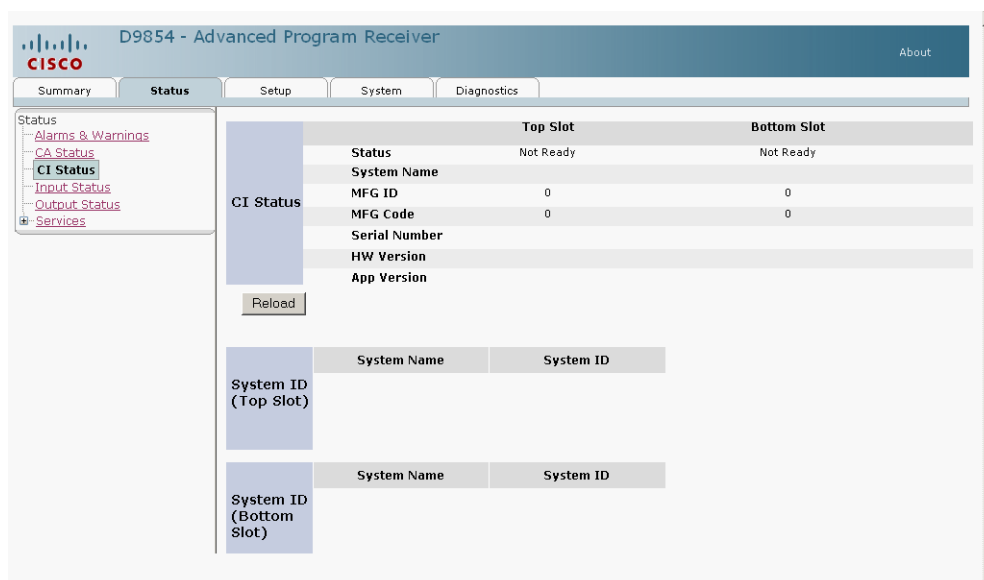 D9854 - Advanced Program Receiver
CISCO
About
Summary Status Setup System Diagnostics
Status
Alarms & Warnings
CA Status
CI Status
Input Status
Output Status
Services
Top Slot Bottom Slot
CI Status
Status Not Ready Not Ready
System Name
MFG ID 0 0
MFG Code 0 0
Serial Number
HW Version
App Version
Reload
System ID
(Top Slot)
System Name System ID
System ID
(Bottom
Slot)
System Name System ID